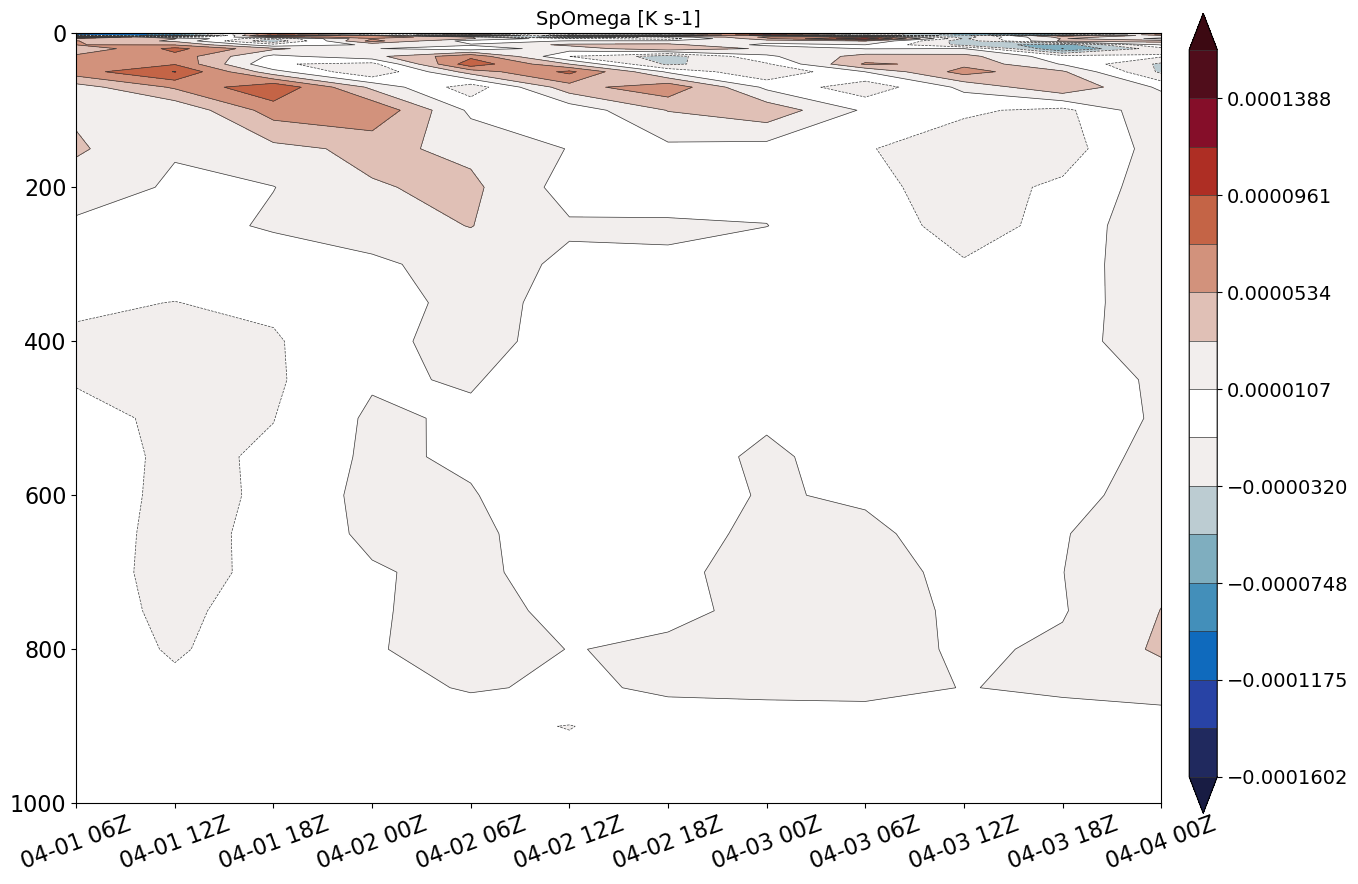 SpOmega [K s-1]
0
200
400
600
800
1000
04-01 06Z
04-01 12Z
04-01 18Z
04-02 00Z
04-02 06Z
04-02 12Z
04-02 18Z
04-03 00Z
04-03 06Z
04-03 12Z
04-03 18Z
04-04 00Z
0.0001388
0.0000961
0.0000534
0.0000107
−0.0000320
−0.0000748
−0.0001175
−0.0001602